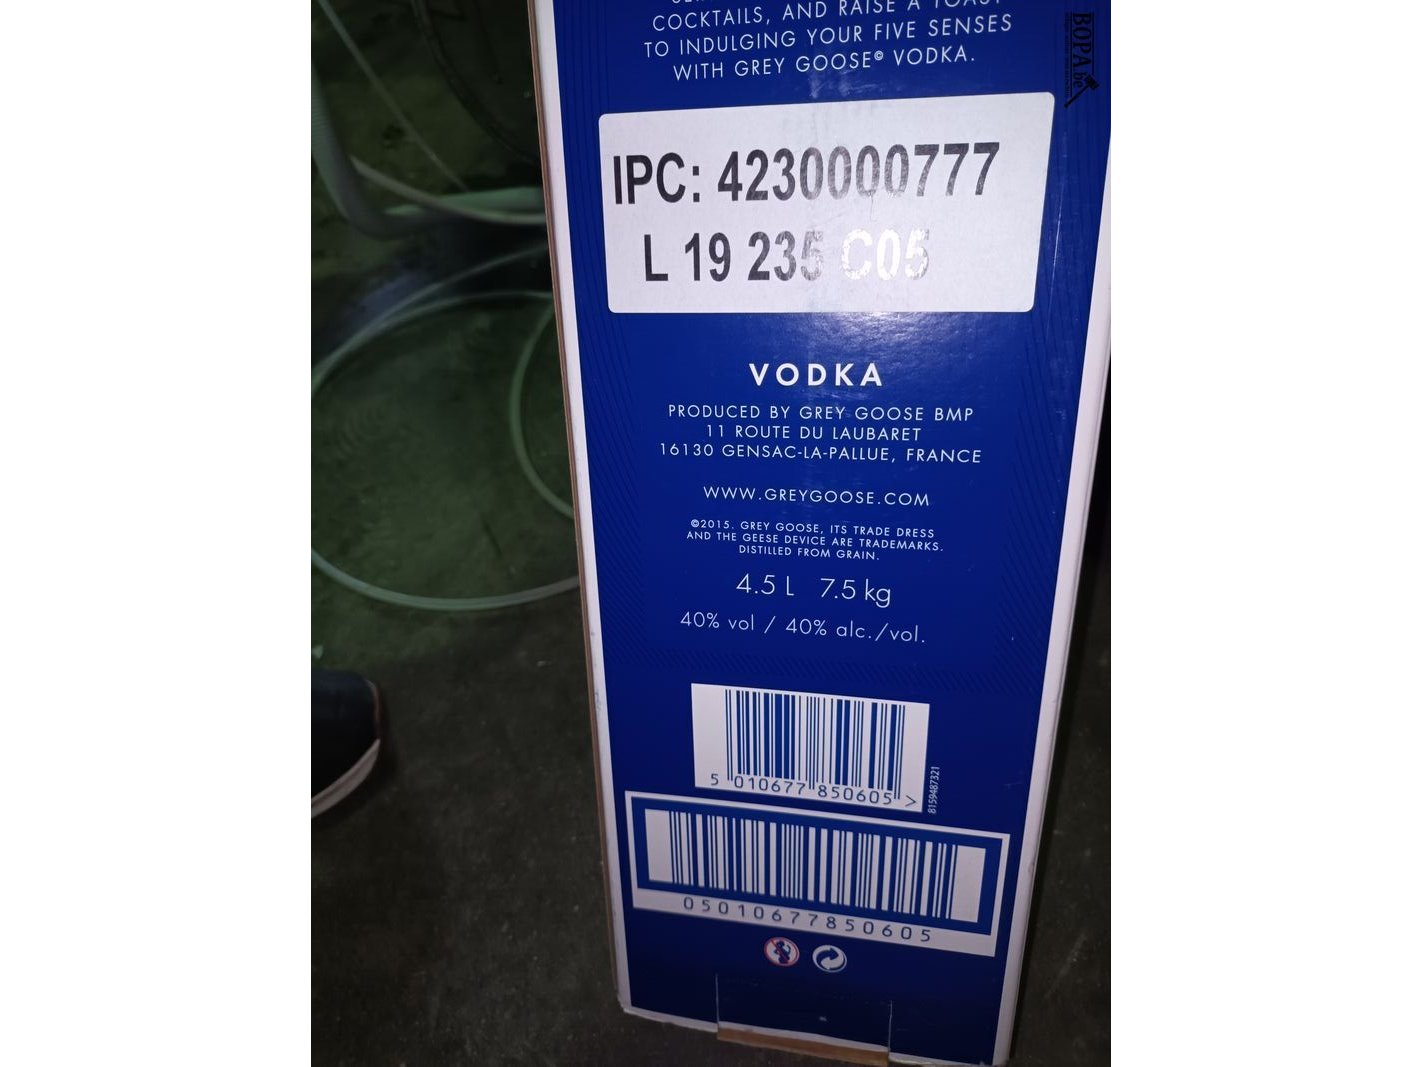 COCKTAILS, AND RAISE A TOAST
TO INDULGING YOUR FIVE SENSES
WITH GREY GOOSE© VODKA.
IPC: 4230000777
L 19 235 C05
VODKA
PRODUCED BY GREY GOOSE BMP
11 ROUTE DU LAUBARET
16130 GENSAC-LA-PALLUE, FRANCE
WWW.GREYGOOSE.COM
©2015. GREY GOOSE, ITS TRADE DRESS
AND THE GEESE DEVICE ARE TRADEMARKS.
DISTILLED FROM GRAIN.
4.5 L 7.5 kg
40% vol / 40% alc./vol.
5 010677 850605 >
8159487321
05010677850605
BOPA.be